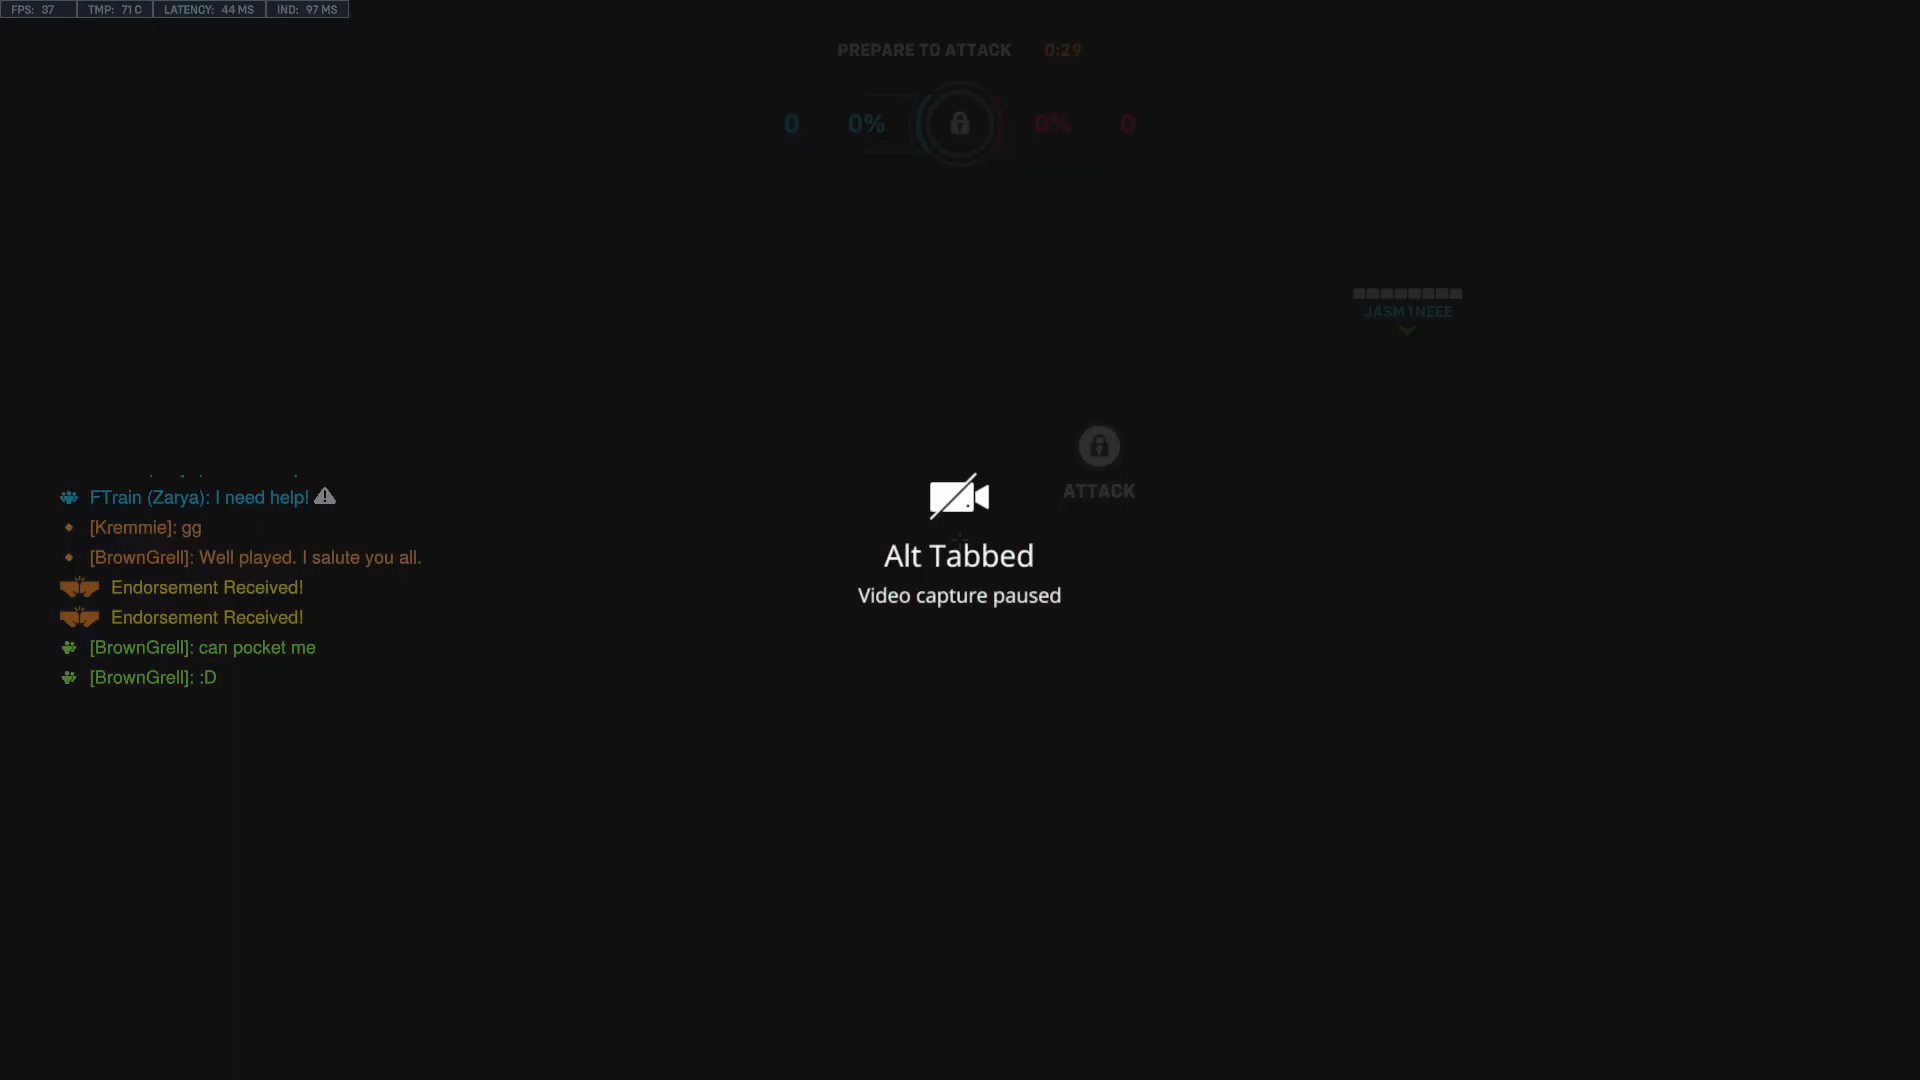 FPS: 37 TMP: 71 C LATENCY: 44 MS IND: 97 MS
PREPARE TO ATTACK 0:29
0 0% 0% 0
JASM1NEEE
ATTACK
FTrain (Zarya): I need help!
[Kremmie]: gg
[BrownGrell]: Well played. I salute you all.
Endorsement Received!
Endorsement Received!
[BrownGrell]: can pocket me
[BrownGrell]: :D
Alt Tabbed
Video capture paused